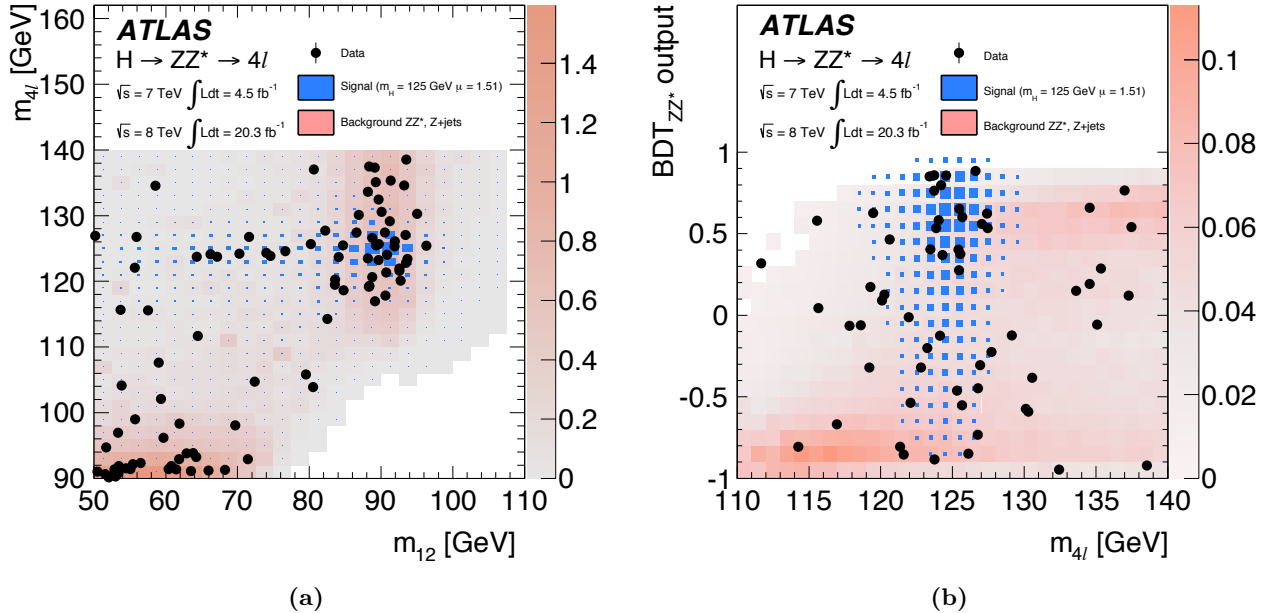 ATLAS
H → ZZ* → 4l
√s = 7 TeV ∫Ldt = 4.5 fb⁻¹
√s = 8 TeV ∫Ldt = 20.3 fb⁻¹
Data
Signal (m_H = 125 GeV μ = 1.51)
Background ZZ*, Z+jets
m_4l [GeV]
160
150
140
130
120
110
100
90
50 60 70 80 90 100 110
m_12 [GeV]
1.4
1.2
1
0.8
0.6
0.4
0.2
0
(a)
ATLAS
H → ZZ* → 4l
√s = 7 TeV ∫Ldt = 4.5 fb⁻¹
√s = 8 TeV ∫Ldt = 20.3 fb⁻¹
Data
Signal (m_H = 125 GeV μ = 1.51)
Background ZZ*, Z+jets
BDT_ZZ* output
1
0.5
0
-0.5
-1
110 115 120 125 130 135 140
m_4l [GeV]
0.1
0.08
0.06
0.04
0.02
0
(b)